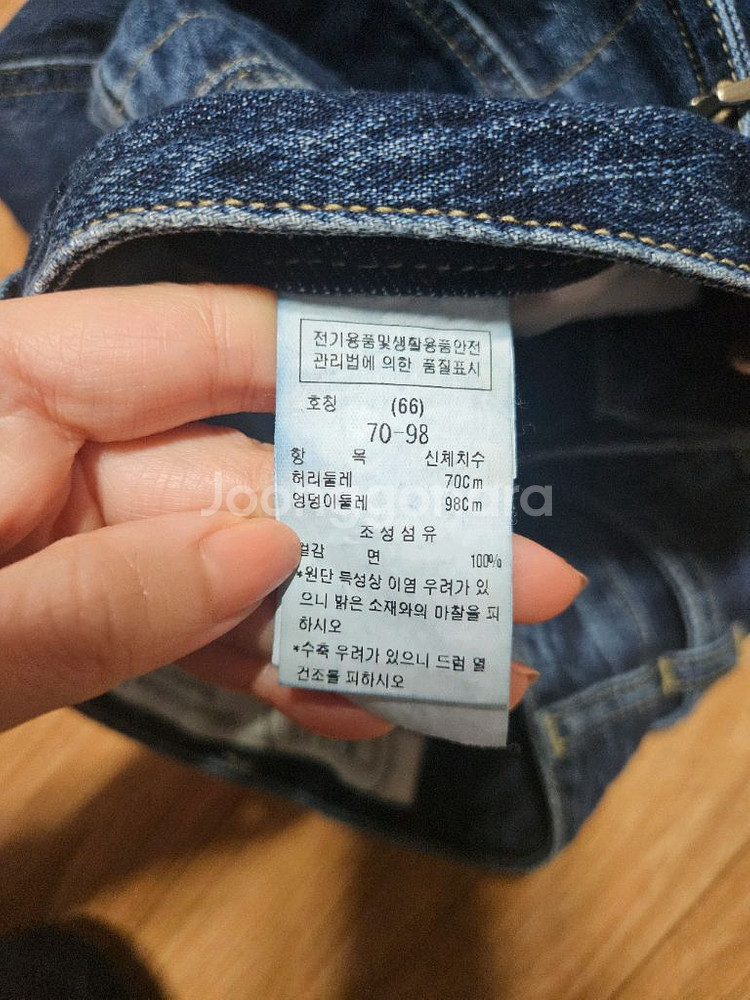 전기용품및생활용품안전
관리법에 의한 품질표시
호칭 (66)
70-98
항 목 신체치수
허리둘레 70Cm
엉덩이둘레 98Cm
조성섬유
겉감 면 100%
*원단 특성상 이염 우려가 있
으니 밝은 소재와의 마찰을 피
하시오
*수축 우려가 있으니 드럼 열
건조를 피하시오
Joonggonara